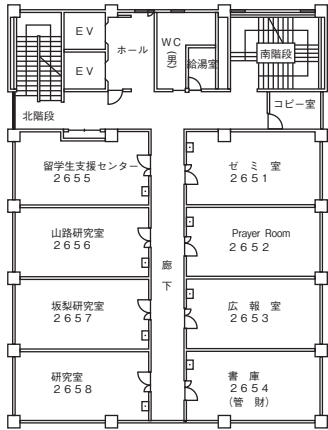 EV
EV
ホール
WC
(男)
給湯室
南階段
コピー室
北階段
留学生支援センター
2655
ゼミ室
2651
山路研究室
2656
Prayer Room
2652
廊下
坂梨研究室
2657
広報室
2653
研究室
2658
書庫
2654
(管財)